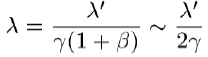 λ = λ′ / γ(1 + β) ∼ λ′ / 2γ